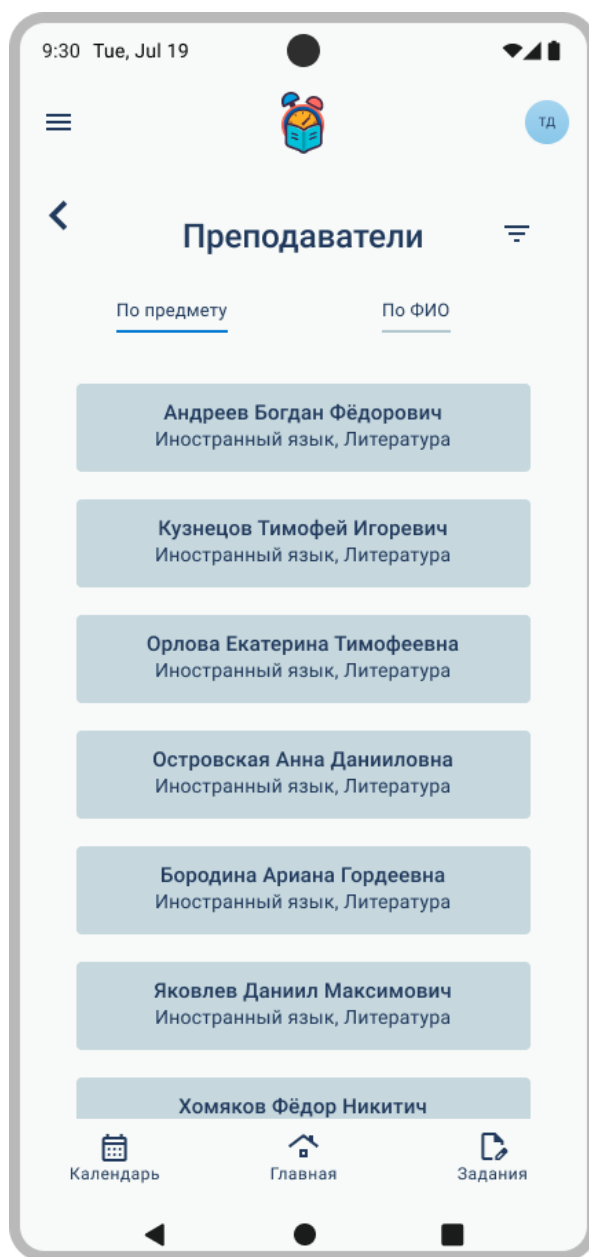 9:30 Tue, Jul 19
ТД
Преподаватели
По предмету
По ФИО
Андреев Богдан Фёдорович
Иностранный язык, Литература
Кузнецов Тимофей Игоревич
Иностранный язык, Литература
Орлова Екатерина Тимофеевна
Иностранный язык, Литература
Островская Анна Данииловна
Иностранный язык, Литература
Бородина Ариана Гордеевна
Иностранный язык, Литература
Яковлев Даниил Максимович
Иностранный язык, Литература
Хомяков Фёдор Никитич
Календарь
Главная
Задания